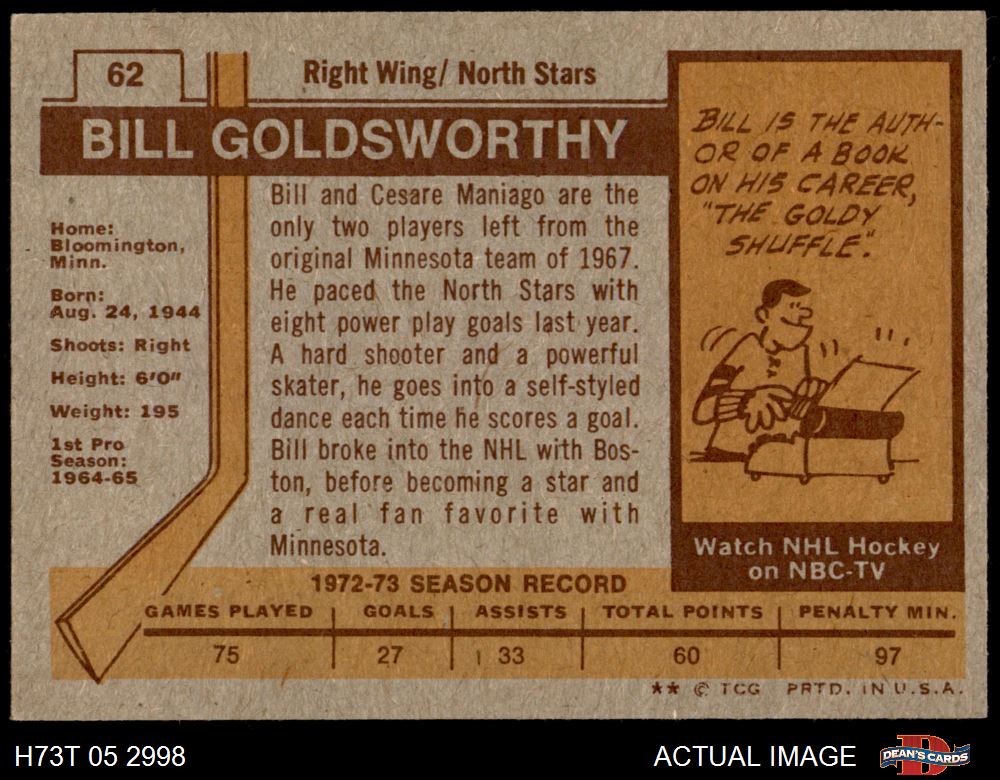 62
Right Wing/ North Stars
BILL GOLDSWORTHY
Home:
Bloomington,
Minn.
Born:
Aug. 24, 1944
Shoots: Right
Height: 6'0"
Weight: 195
1st Pro
Season:
1964-65
Bill and Cesare Maniago are the
only two players left from the
original Minnesota team of 1967.
He paced the North Stars with
eight power play goals last year.
A hard shooter and a powerful
skater, he goes into a self-styled
dance each time he scores a goal.
Bill broke into the NHL with Bos-
ton, before becoming a star and
a real fan favorite with
Minnesota.
BILL IS THE AUTH-
OR OF A BOOK
ON HIS CAREER,
"THE GOLDY
SHUFFLE".
Watch NHL Hockey
on NBC-TV
1972-73 SEASON RECORD
GAMES PLAYED GOALS ASSISTS TOTAL POINTS PENALTY MIN.
75 27 33 60 97
** © TCG PRTD. IN U.S.A.
H73T 05 2998
ACTUAL IMAGE
DEAN'S CARDS